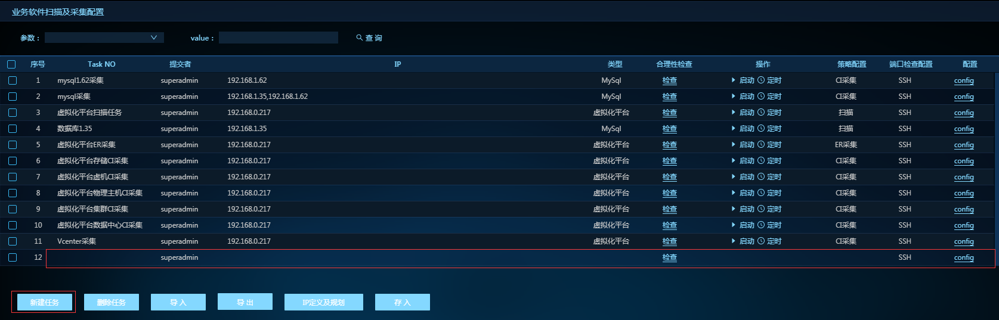 业务软件扫描及采集配置
参数： value： 查 询
序号 Task NO 提交者 IP 类型 合理性检查 操作 策略配置 端口检查配置 配置
1 mysql1.62采集 superadmin 192.168.1.62 MySql 检查 启动 定时 CI采集 SSH config
2 mysql采集 superadmin 192.168.1.35,192.168.1.62 MySql 检查 启动 定时 CI采集 SSH config
3 虚拟化平台扫描任务 superadmin 192.168.0.217 虚拟化平台 检查 启动 定时 扫描 SSH config
4 数据库1.35 superadmin 192.168.1.35 MySql 检查 启动 定时 扫描 SSH config
5 虚拟化平台ER采集 superadmin 192.168.0.217 虚拟化平台 检查 启动 定时 ER采集 SSH config
6 虚拟化平台存储CI采集 superadmin 192.168.0.217 虚拟化平台 检查 启动 定时 CI采集 SSH config
7 虚拟化平台虚机CI采集 superadmin 192.168.0.217 虚拟化平台 检查 启动 定时 CI采集 SSH config
8 虚拟化平台物理主机CI采集 superadmin 192.168.0.217 虚拟化平台 检查 启动 定时 CI采集 SSH config
9 虚拟化平台集群CI采集 superadmin 192.168.0.217 虚拟化平台 检查 启动 定时 CI采集 SSH config
10 虚拟化平台数据中心CI采集 superadmin 192.168.0.217 虚拟化平台 检查 启动 定时 CI采集 SSH config
11 Vcenter采集 superadmin 192.168.0.217 虚拟化平台 检查 启动 定时 CI采集 SSH config
12 superadmin 检查 SSH config
新建任务 删除任务 导 入 导 出 IP定义及规划 存 入